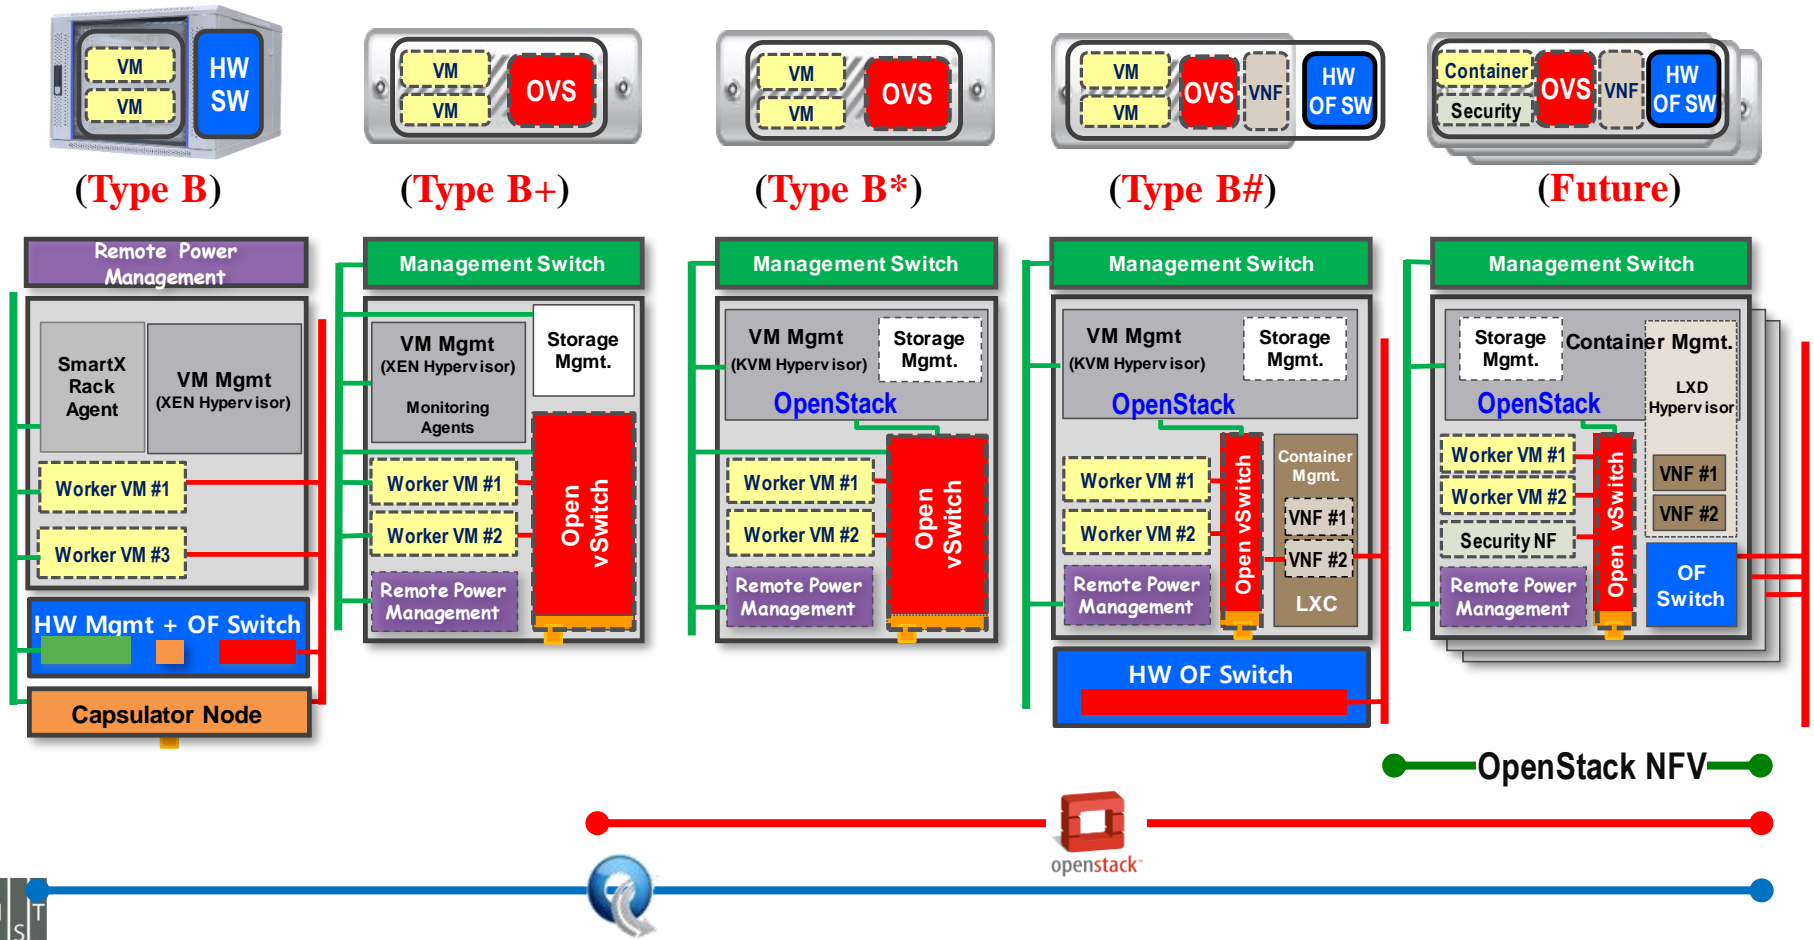 VM
VM
HW
SW
VM
VM
OVS
VM
VM
OVS
VM
VM
OVS
VNF
HW
OF SW
Container
Security
OVS
VNF
HW
OF SW
(Type B)
(Type B+)
(Type B*)
(Type B#)
(Future)
Remote Power
Management
SmartX
Rack
Agent
VM Mgmt
(XEN Hypervisor)
Worker VM #1
Worker VM #3
HW Mgmt + OF Switch
Capsulator Node
Management Switch
VM Mgmt
(XEN Hypervisor)
Monitoring
Agents
Storage
Mgmt.
Worker VM #1
Worker VM #2
Remote Power
Management
Open
vSwitch
Management Switch
VM Mgmt
(KVM Hypervisor)
Storage
Mgmt.
OpenStack
Worker VM #1
Worker VM #2
Remote Power
Management
Open
vSwitch
Management Switch
VM Mgmt
(KVM Hypervisor)
Storage
Mgmt.
OpenStack
Worker VM #1
Worker VM #2
Remote Power
Management
Open vSwitch
Container
Mgmt.
VNF #1
VNF #2
LXC
HW OF Switch
Management Switch
Storage
Mgmt.
Container Mgmt.
OpenStack
LXD
Hypervisor
Worker VM #1
Worker VM #2
Security NF
Remote Power
Management
Open vSwitch
VNF #1
VNF #2
OF
Switch
OpenStack NFV
openstack
S
T